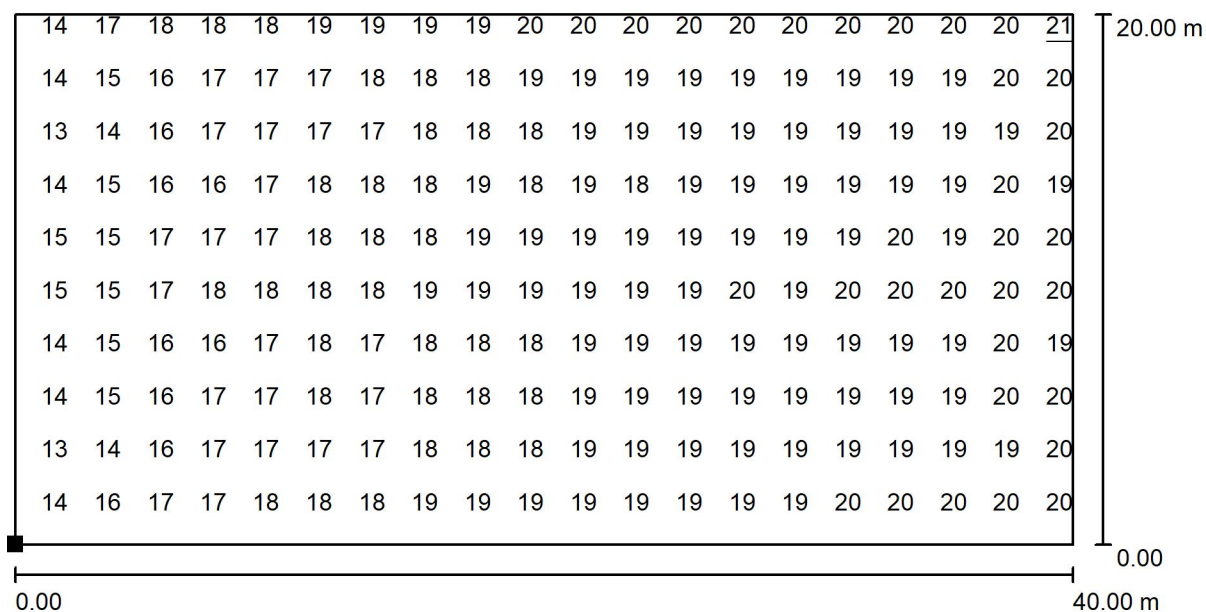 14 17 18 18 18 19 19 19 19 20 20 20 20 20 20 20 20 20 20 21 20.00 m
14 15 16 17 17 17 18 18 18 19 19 19 19 19 19 19 19 19 20 20
13 14 16 17 17 17 17 18 18 18 19 19 19 19 19 19 19 19 19 20
14 15 16 16 17 18 18 18 19 18 19 18 19 19 19 19 19 19 20 19
15 15 17 17 17 18 18 18 19 19 19 19 19 19 19 19 20 19 20 20
15 15 17 18 18 18 18 19 19 19 19 19 19 20 19 20 20 20 20 20
14 15 16 16 17 18 17 18 18 18 19 19 19 19 19 19 19 19 20 19
14 15 16 17 17 18 17 18 18 18 19 19 19 19 19 19 19 19 20 20
13 14 16 17 17 17 17 18 18 18 19 19 19 19 19 19 19 19 19 20
14 16 17 17 18 18 18 19 19 19 19 19 19 19 19 20 20 20 20 20
0.00
0.00 40.00 m